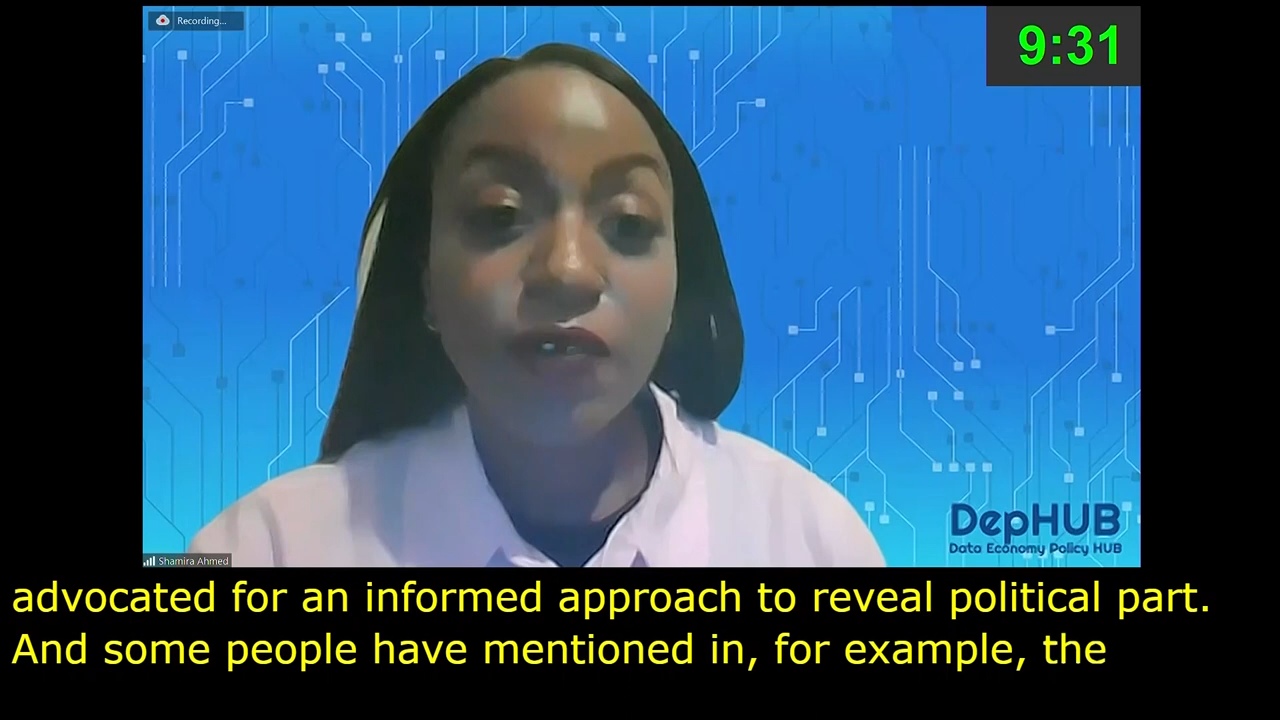 Recording...
9:31
DepHUB
Data Economy Policy HUB
Shamira Ahmed
advocated for an informed approach to reveal political part.
And some people have mentioned in, for example, the